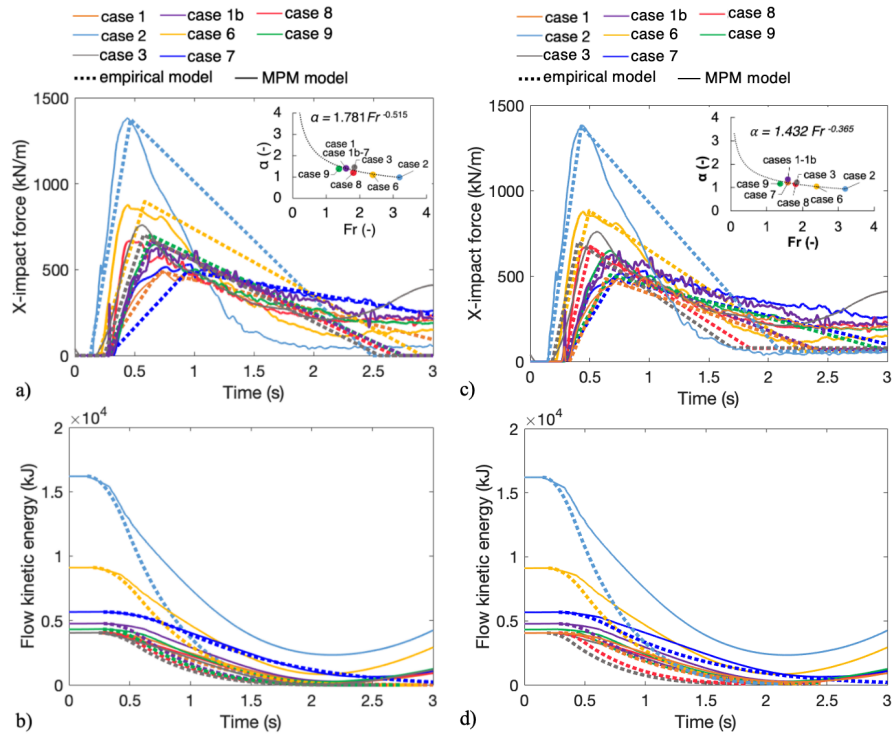 case 1
case 1b
case 8
case 2
case 6
case 9
case 3
case 7
empirical model
MPM model
1500
1000
500
0
X-impact force (kN/m)
α = 1.781 Fr -0.515
4
3
2
1
0
α (-)
case 1
case 1b-7
case 3
case 2
case 9
case 8
case 6
0
1
2
3
4
Fr (-)
0
0.5
1
1.5
2
2.5
3
Time (s)
a)
case 1
case 1b
case 8
case 2
case 6
case 9
case 3
case 7
empirical model
MPM model
1500
1000
500
0
X-impact force (kN/m)
α = 1.432 Fr -0.365
4
3
2
1
0
α (-)
cases 1-1b
case 3
case 2
case 9
case 7
case 8
case 6
0
1
2
3
4
Fr (-)
0
0.5
1
1.5
2
2.5
3
Time (s)
c)
× 10⁴
2
1.5
1
0.5
0
Flow kinetic energy (kJ)
0
0.5
1
1.5
2
2.5
3
Time (s)
b)
× 10⁴
2
1.5
1
0.5
0
Flow kinetic energy (kJ)
0
0.5
1
1.5
2
2.5
3
Time (s)
d)